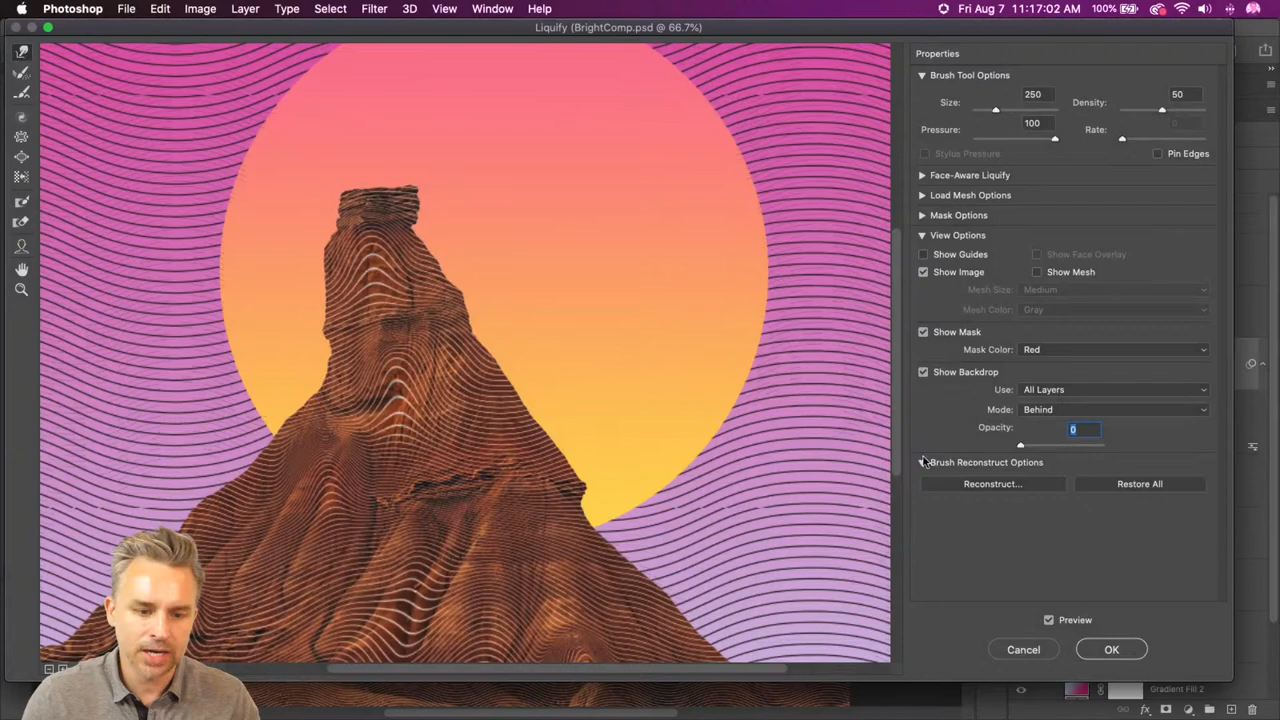 Photoshop File Edit Image Layer Type Select Filter 3D View Window Help 100% Fri Aug 7 11:17:02 AM
Liquify (BrightComp.psd @ 66.7%)
Properties
Brush Tool Options
Size: 250 Density: 50
Pressure: 100 Rate: 0
Stylus Pressure Pin Edges
Face-Aware Liquify
Load Mesh Options
Mask Options
View Options
Show Guides Show Face Overlay
Show Image Show Mesh
Mesh Size: Medium
Mesh Color: Gray
Show Mask
Mask Color: Red
Show Backdrop
Use: All Layers
Mode: Behind
Opacity: 0
Brush Reconstruct Options
Reconstruct... Restore All
Preview
Cancel OK
Gradient Fill 2
fx